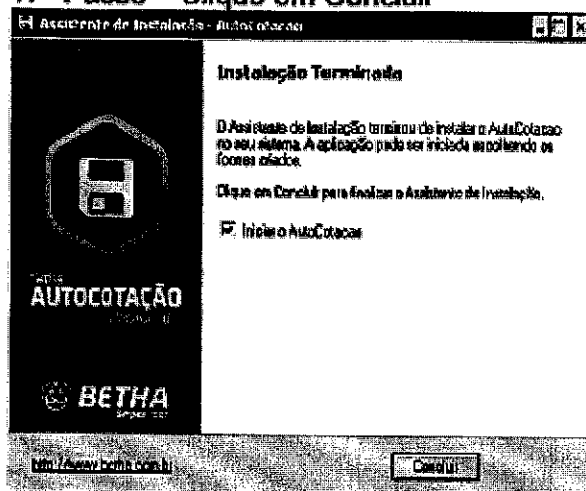 Passo Clique em Concluir
Assistente de Instalação - AutoCotacao
Instalação Terminada
O Assistente de Instalação terminou de instalar o AutoCotacao
no seu sistema. A aplicação pode ser iniciada escolhendo os
ícones criados.
Clique em Concluir para finalizar o Assistente de Instalação.
Iniciar o AutoCotacao
AUTOCOTAÇÃO
BETHA
http://www.betha.com.br
Concluir